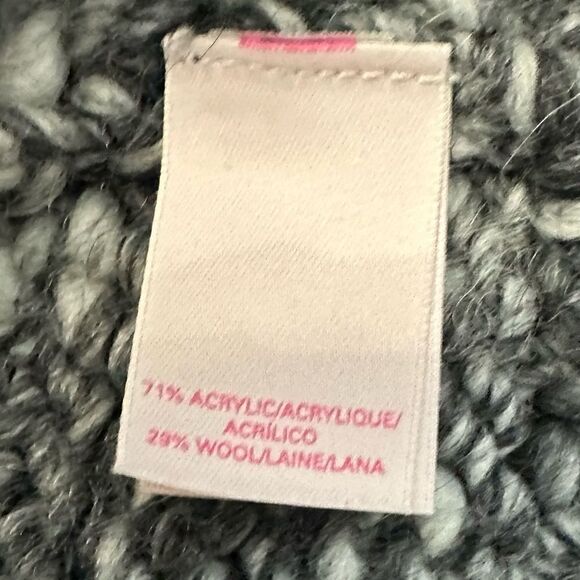 71% ACRYLIC/ACRYLIQUE/
ACRÍLICO
29% WOOL/LAINE/LANA